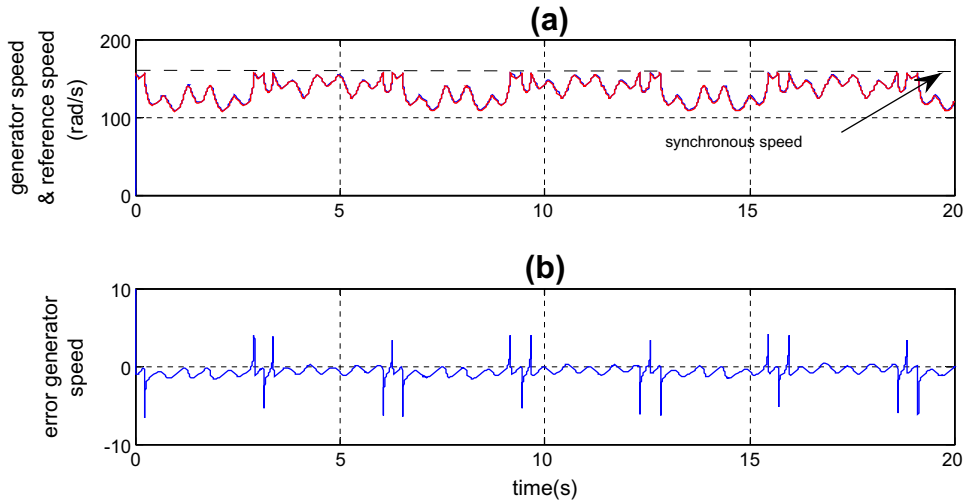 (a)
generator speed
& reference speed
(rad/s)
200
100
0
synchronous speed
0 5 10 15 20
(b)
error generator
speed
10
0
-10
0 5 10 15 20
time(s)